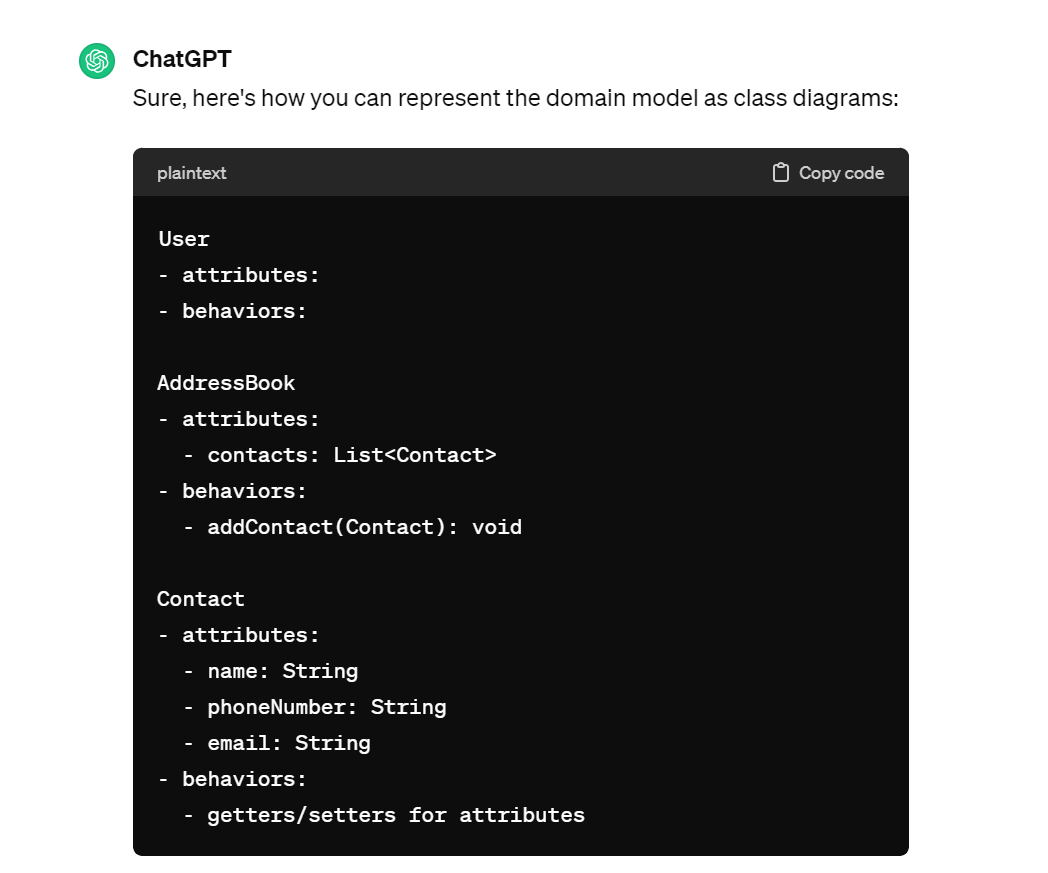 ChatGPT
Sure, here's how you can represent the domain model as class diagrams:
plaintext
Copy code
User
- attributes:
- behaviors:
AddressBook
- attributes:
- contacts: List<Contact>
- behaviors:
- addContact(Contact): void
Contact
- attributes:
- name: String
- phoneNumber: String
- email: String
- behaviors:
- getters/setters for attributes